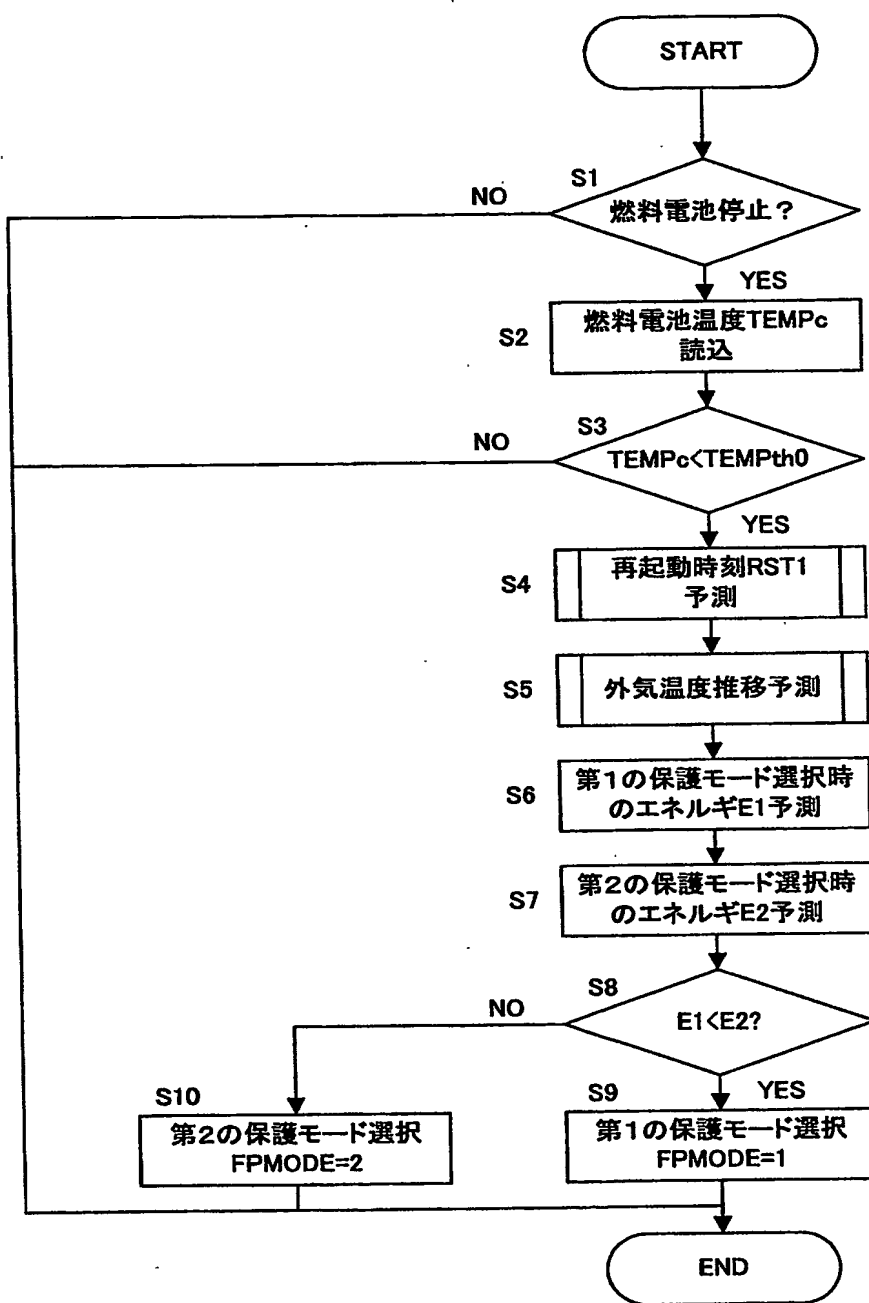 START
S1
NO
燃料電池停止？
YES
S2
燃料電池温度TEMPc
読込
S3
NO
TEMPc<TEMPth0
YES
S4
再起動時刻RST1
予測
S5
外気温度推移予測
S6
第1の保護モード選択時
のエネルギE1予測
S7
第2の保護モード選択時
のエネルギE2予測
S8
NO
E1<E2?
S10
S9
YES
第2の保護モード選択
FPMODE=2
第1の保護モード選択
FPMODE=1
END